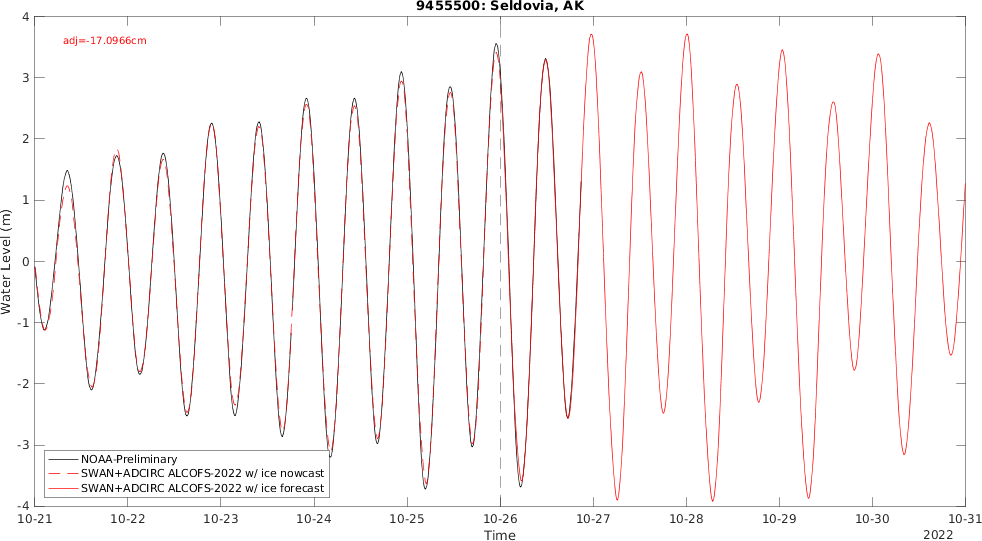 9455500: Seldovia, AK
adj=-17.0966cm
4
3
2
1
0
-1
-2
-3
-4
Water Level (m)
NOAA-Preliminary
SWAN+ADCIRC ALCOFS-2022 w/ ice nowcast
SWAN+ADCIRC ALCOFS-2022 w/ ice forecast
10-21 10-22 10-23 10-24 10-25 10-26 10-27 10-28 10-29 10-30 10-31
Time
2022